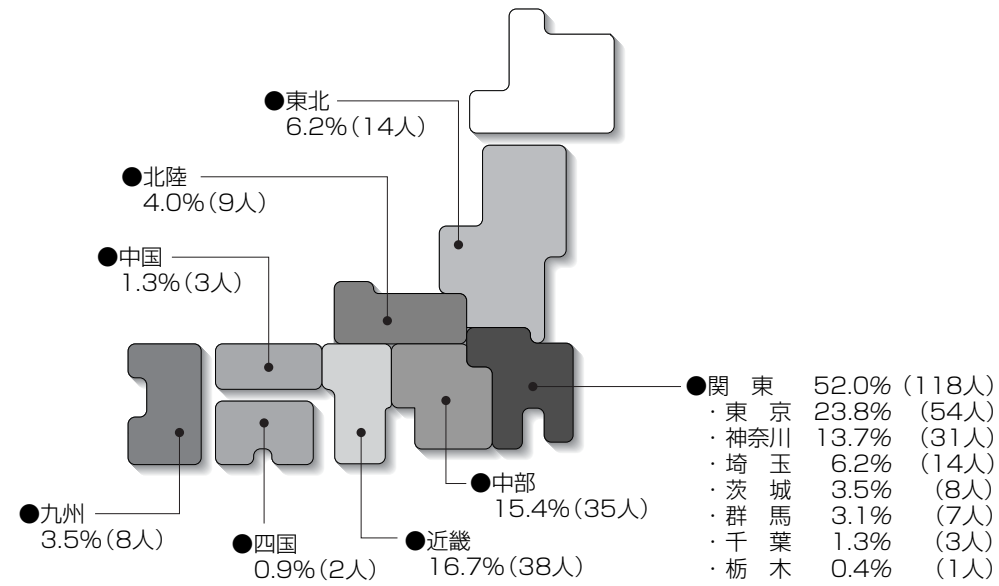 ●東北
6.2%(14人)
●北陸
4.0%(9人)
●中国
1.3%(3人)
●関 東 52.0%(118人)
・東 京 23.8% (54人)
・神奈川 13.7% (31人)
・埼 玉 6.2% (14人)
・茨 城 3.5% (8人)
・群 馬 3.1% (7人)
・千 葉 1.3% (3人)
・栃 木 0.4% (1人)
●中部
15.4%(35人)
●九州
3.5%(8人)
●四国
0.9%(2人)
●近畿
16.7%(38人)